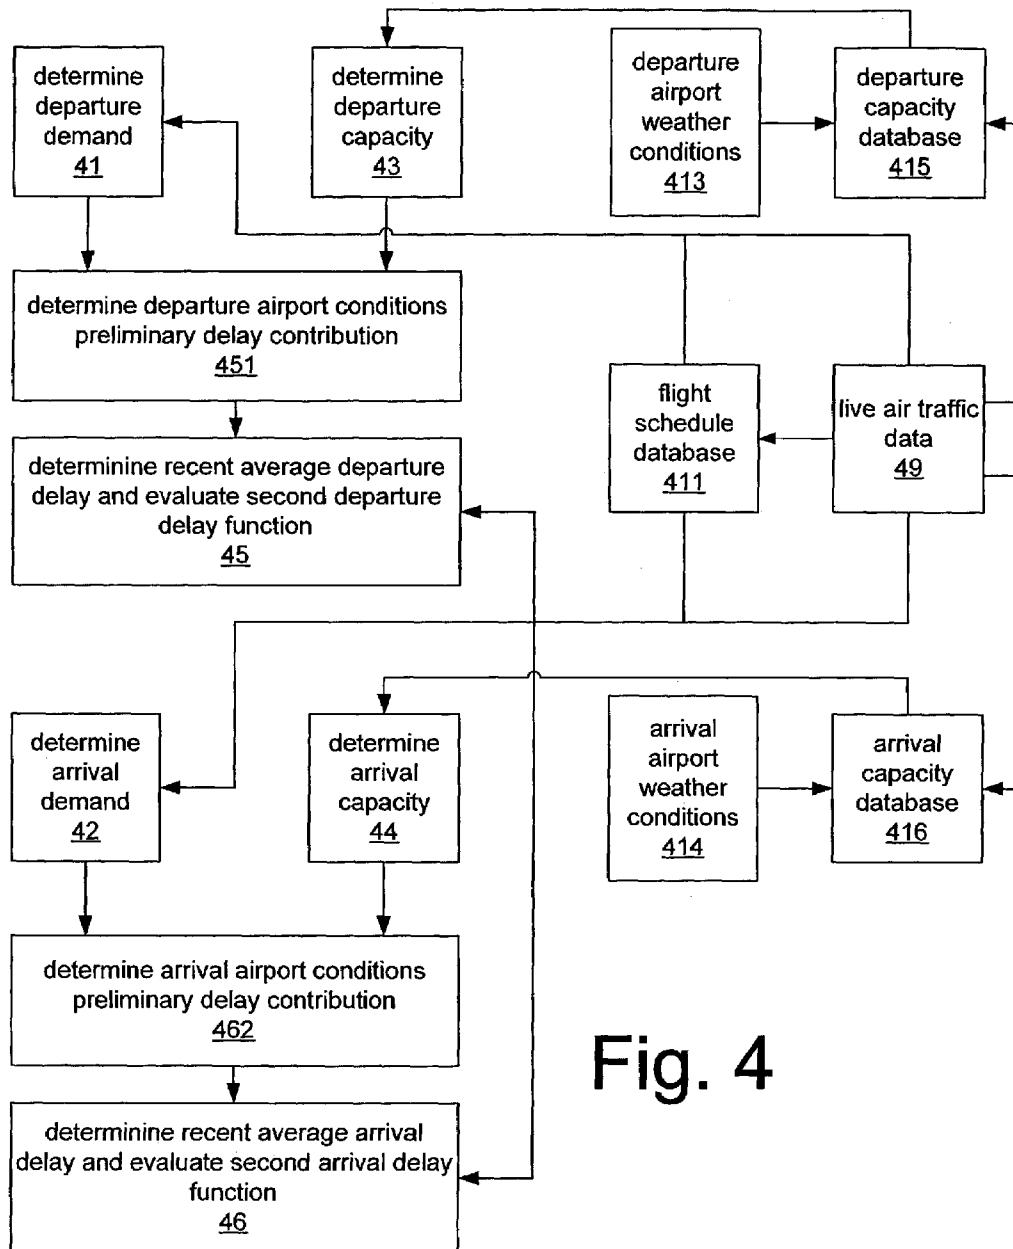 determine
departure
demand
41
determine
departure
capacity
43
departure
airport
weather
conditions
413
departure
capacity
database
415
determine departure airport conditions
preliminary delay contribution
451
flight
schedule
database
411
live air traffic
data
49
determinine recent average departure
delay and evaluate second departure
delay function
45
determine
arrival
demand
42
determine
arrival
capacity
44
arrival
airport
weather
conditions
414
arrival
capacity
database
416
determine arrival airport conditions
preliminary delay contribution
462
determinine recent average arrival
delay and evaluate second arrival delay
function
46
Fig. 4